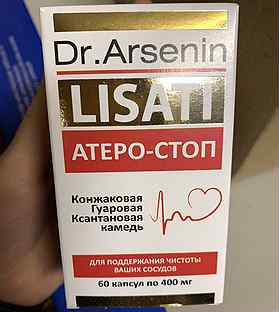 Dr.Arsenin
LISATI
АТЕРО-СТОП
Конжаковая
Гуаровая
Ксантановая
камедь
ДЛЯ ПОДДЕРЖАНИЯ ЧИСТОТЫ
ВАШИХ СОСУДОВ
60 капсул по 400 мг